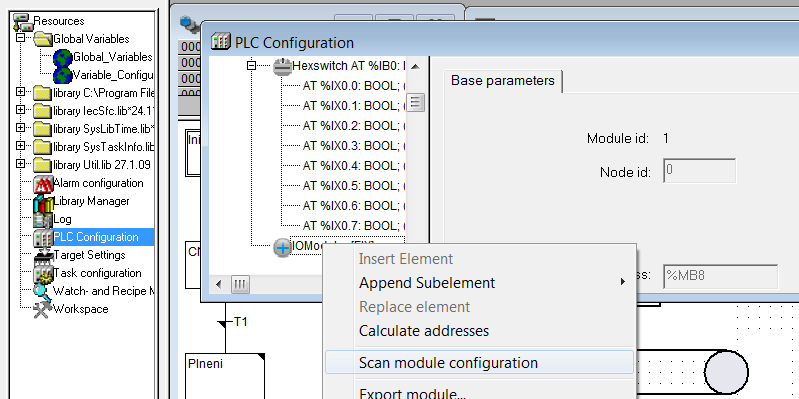 Resources
Global Variables
Global_Variables
Variable_Configu
library C:\Program File
library IecSfc.lib*24.11
library SysLibTime.lib*
library SysTaskInfo.lib
library Util.lib 27.1.09
Alarm configuration
Library Manager
Log
PLC Configuration
Target Settings
Task configuration
Watch- and Recipe M
Workspace
000
000
000
000
Ini
CN
T1
Plneni
PLC Configuration
Hexswitch AT %IB0: I
AT %IX0.0: BOOL; (
AT %IX0.1: BOOL; (
AT %IX0.2: BOOL; (
AT %IX0.3: BOOL; (
AT %IX0.4: BOOL; (
AT %IX0.5: BOOL; (
AT %IX0.6: BOOL; (
AT %IX0.7: BOOL; (
Base parameters
Module id: 1
Node id: 0
%MB8
Insert Element
Append Subelement
Replace element
Calculate addresses
Scan module configuration
Export module...